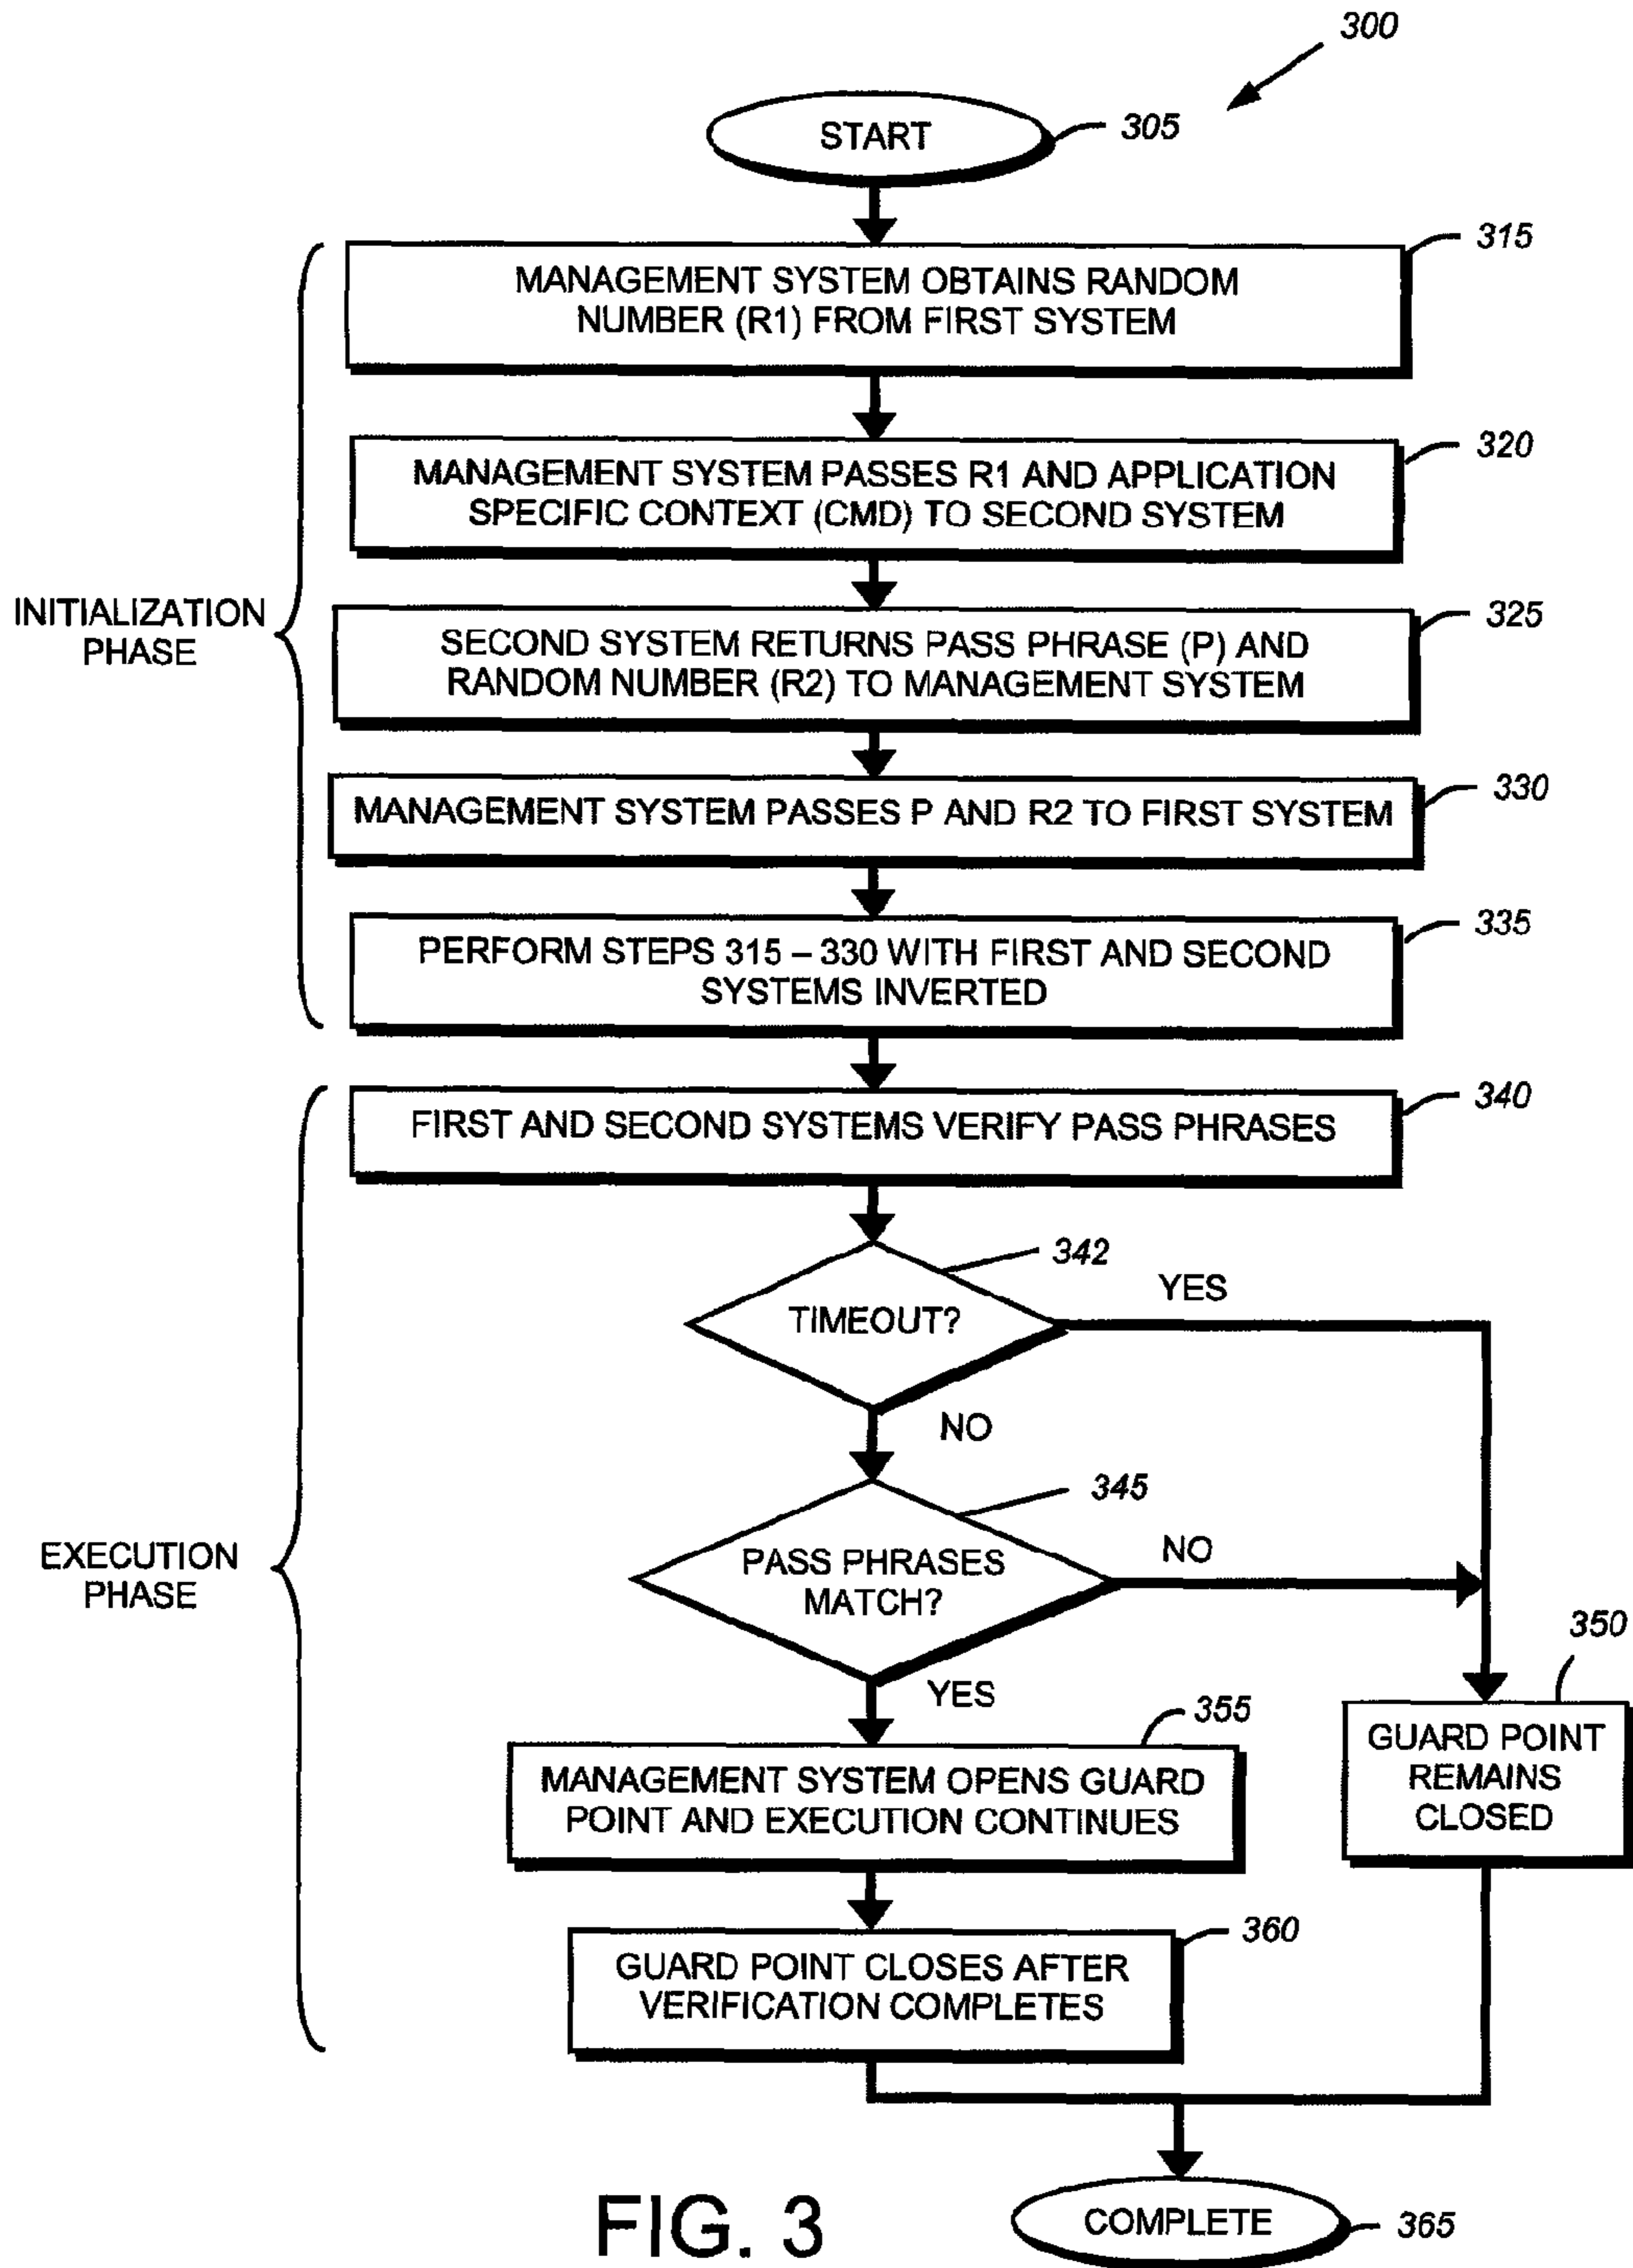 300
START
305
315
MANAGEMENT SYSTEM OBTAINS RANDOM
NUMBER (R1) FROM FIRST SYSTEM
320
MANAGEMENT SYSTEM PASSES R1 AND APPLICATION
SPECIFIC CONTEXT (CMD) TO SECOND SYSTEM
INITIALIZATION
PHASE
325
SECOND SYSTEM RETURNS PASS PHRASE (P) AND
RANDOM NUMBER (R2) TO MANAGEMENT SYSTEM
330
MANAGEMENT SYSTEM PASSES P AND R2 TO FIRST SYSTEM
335
PERFORM STEPS 315 – 330 WITH FIRST AND SECOND
SYSTEMS INVERTED
340
FIRST AND SECOND SYSTEMS VERIFY PASS PHRASES
342
TIMEOUT?
YES
NO
345
PASS PHRASES
MATCH?
NO
YES
EXECUTION
PHASE
350
GUARD POINT
REMAINS
CLOSED
355
MANAGEMENT SYSTEM OPENS GUARD
POINT AND EXECUTION CONTINUES
360
GUARD POINT CLOSES AFTER
VERIFICATION COMPLETES
COMPLETE
365
FIG. 3